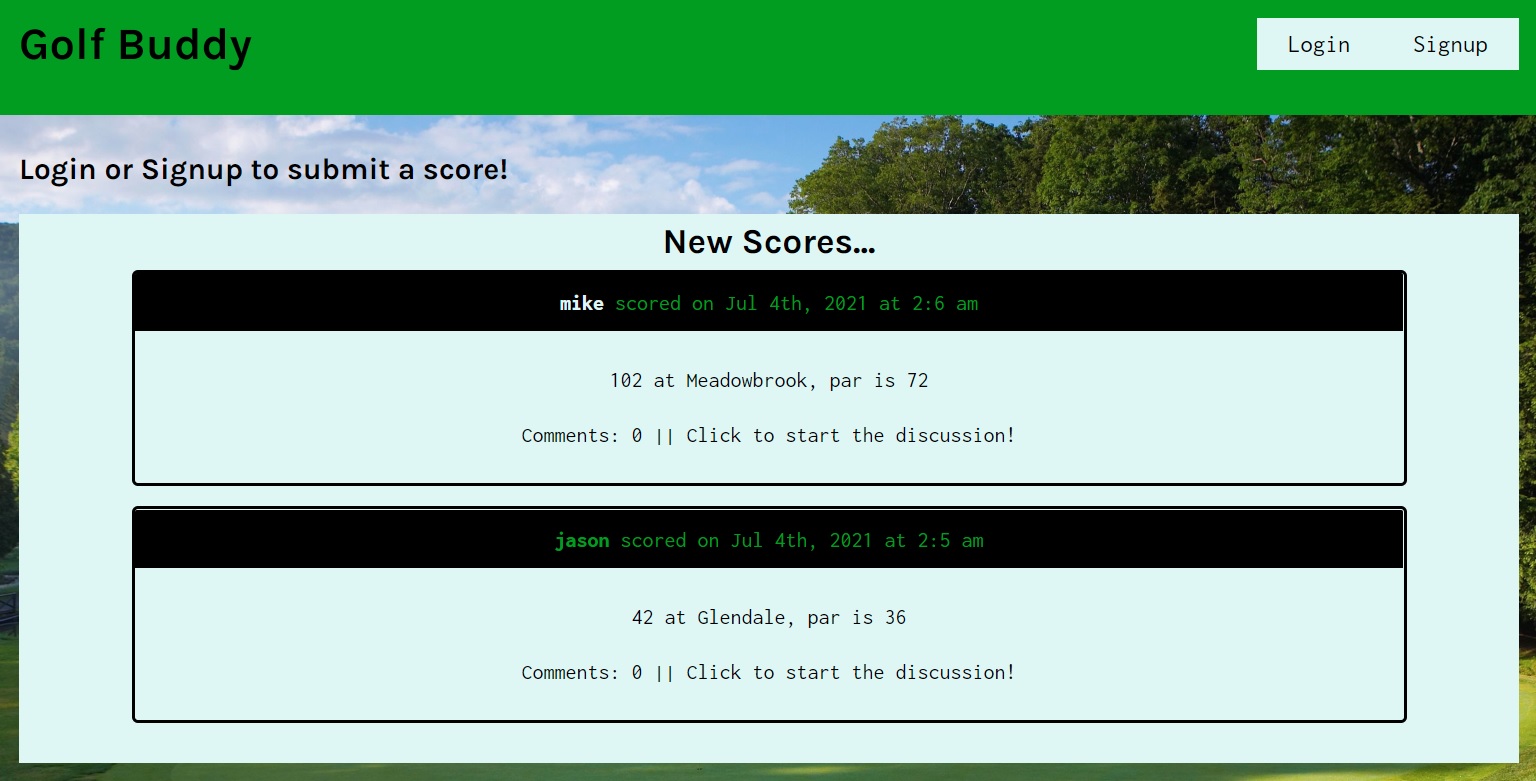 Golf Buddy
Login Signup
Login or Signup to submit a score!
New Scores...
mike scored on Jul 4th, 2021 at 2:6 am
102 at Meadowbrook, par is 72
Comments: 0 || Click to start the discussion!
jason scored on Jul 4th, 2021 at 2:5 am
42 at Glendale, par is 36
Comments: 0 || Click to start the discussion!